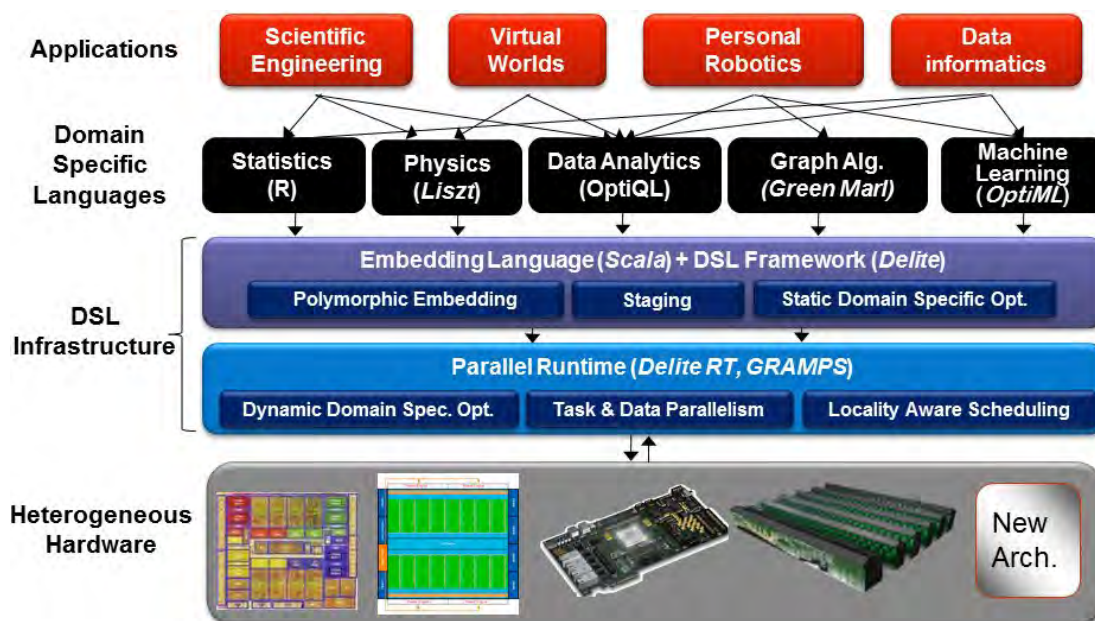 Applications
Scientific
Engineering
Virtual
Worlds
Personal
Robotics
Data
informatics
Domain
Specific
Languages
Statistics
(R)
Physics
(Liszt)
Data Analytics
(OptiQL)
Graph Alg.
(Green Marl)
Machine
Learning
(OptiML)
DSL
Infrastructure
Embedding Language (Scala) + DSL Framework (Delite)
Polymorphic Embedding
Staging
Static Domain Specific Opt.
Parallel Runtime (Delite RT, GRAMPS)
Dynamic Domain Spec. Opt.
Task & Data Parallelism
Locality Aware Scheduling
Heterogeneous
Hardware
New
Arch.